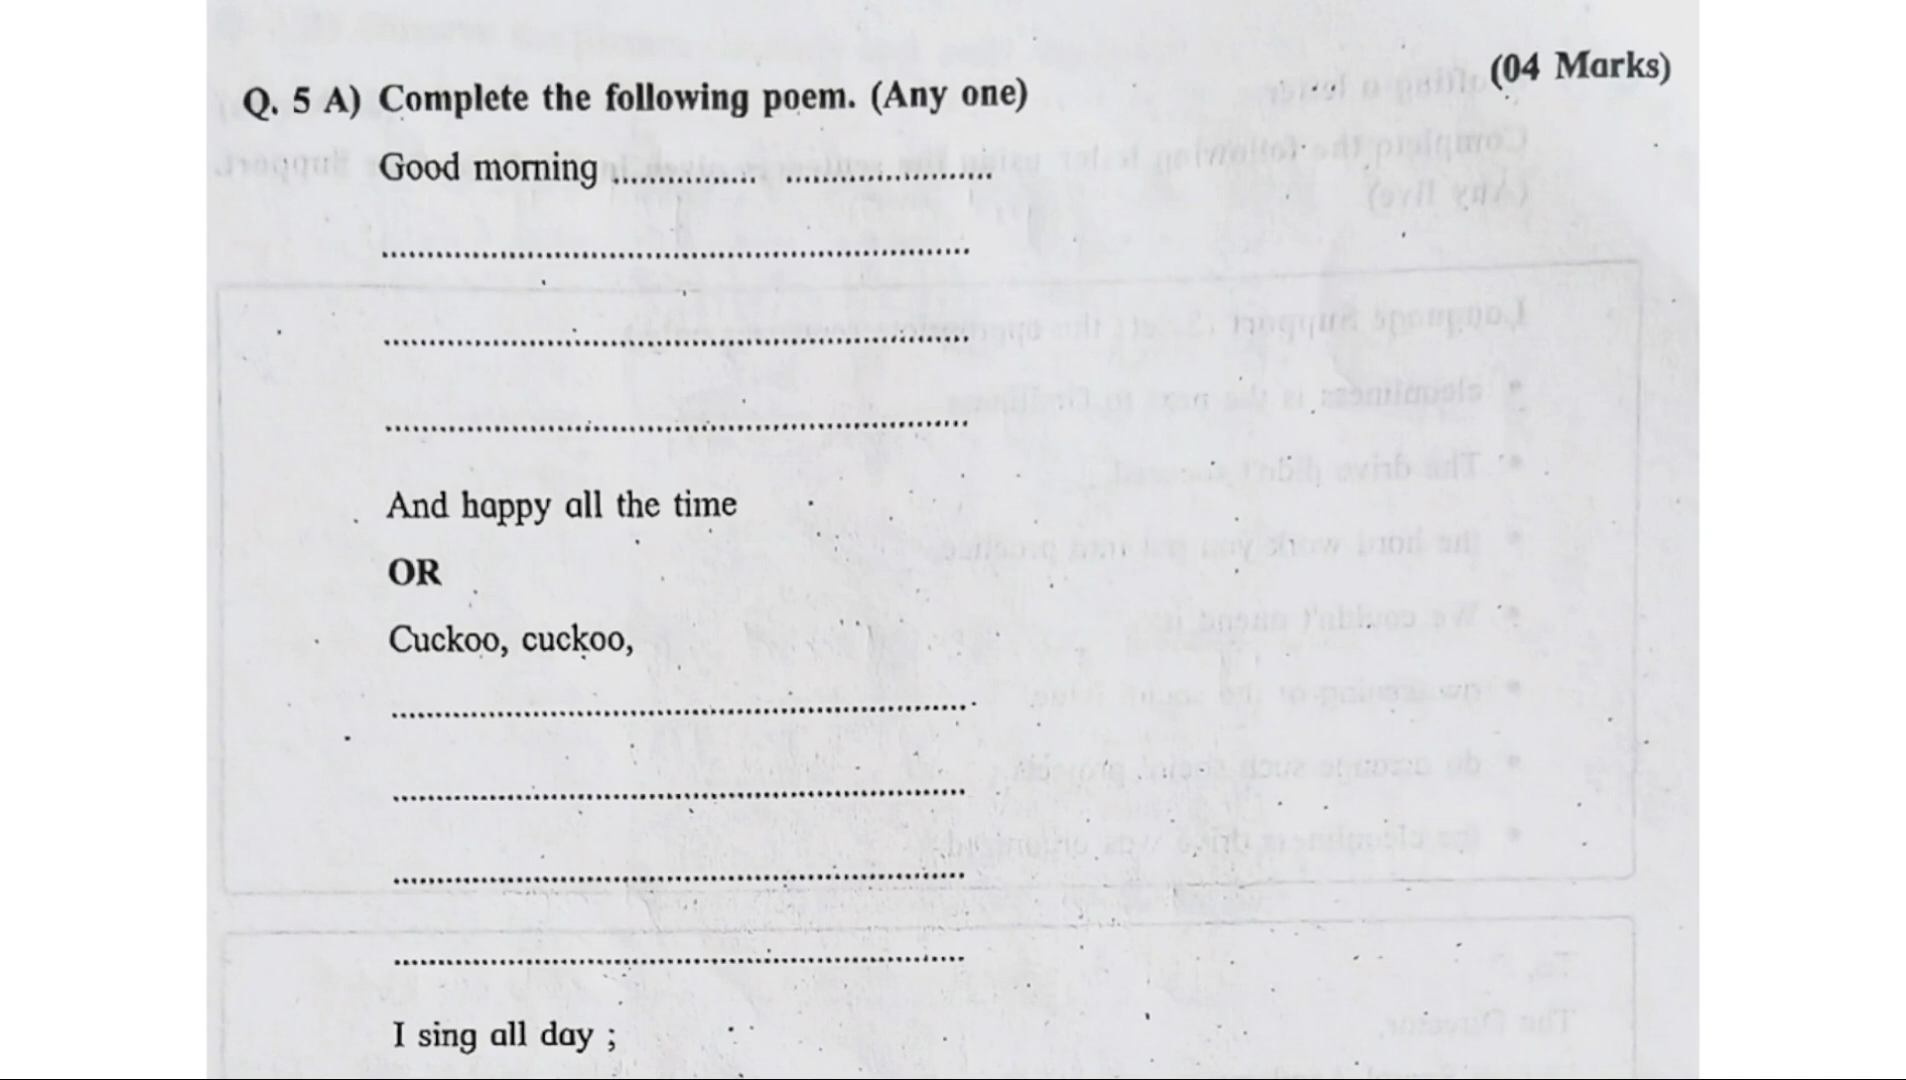 (04 Marks)
Q. 5 A) Complete the following poem. (Any one)
Good morning ................ .......................
.................................................................
.................................................................
.................................................................
And happy all the time
OR
Cuckoo, cuckoo,
.................................................................
.................................................................
.................................................................
.................................................................
I sing all day ;